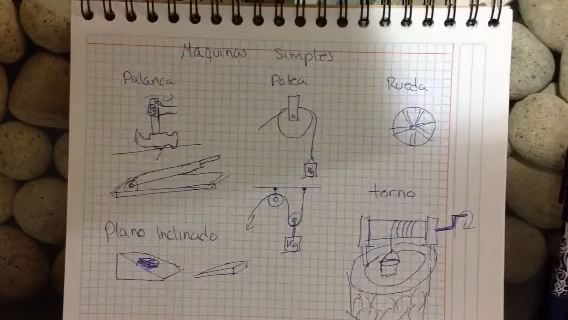 Maquinas Simples
Palanca
Polea
Rueda
Kg
torno
Plano Inclinado
Kg